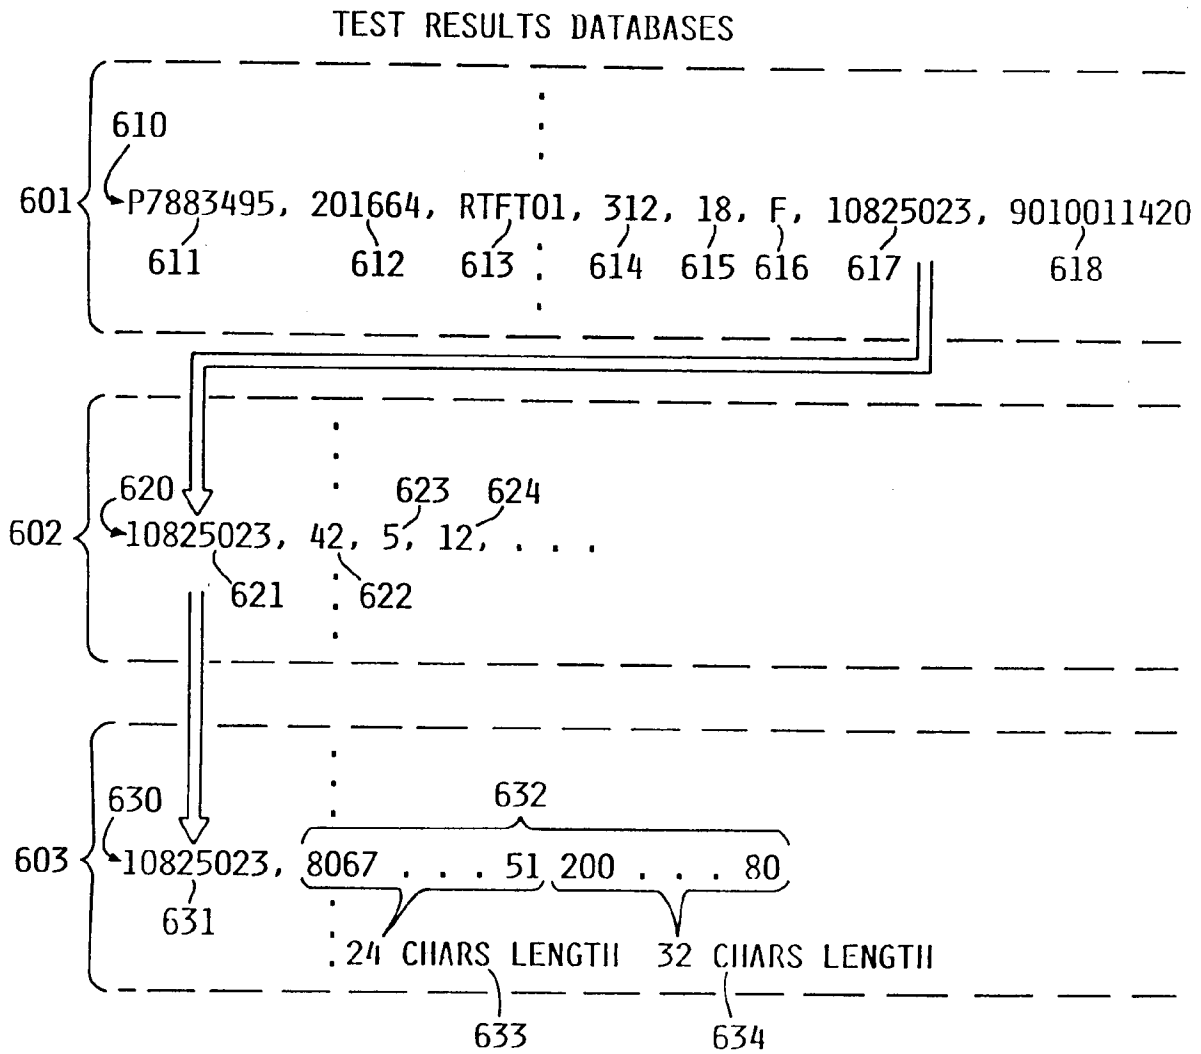 TEST RESULTS DATABASES
610
601 P7883495, 201664, RTFT01, 312, 18, F, 10825023, 9010011420
611 612 613 614 615 616 617 618
620 623 624
602 10825023, 42, 5, 12, . . .
621 622
630 632
603 10825023, 8067 . . . 51 200 . . . 80
631
24 CHARS LENGTH 32 CHARS LENGTH
633 634